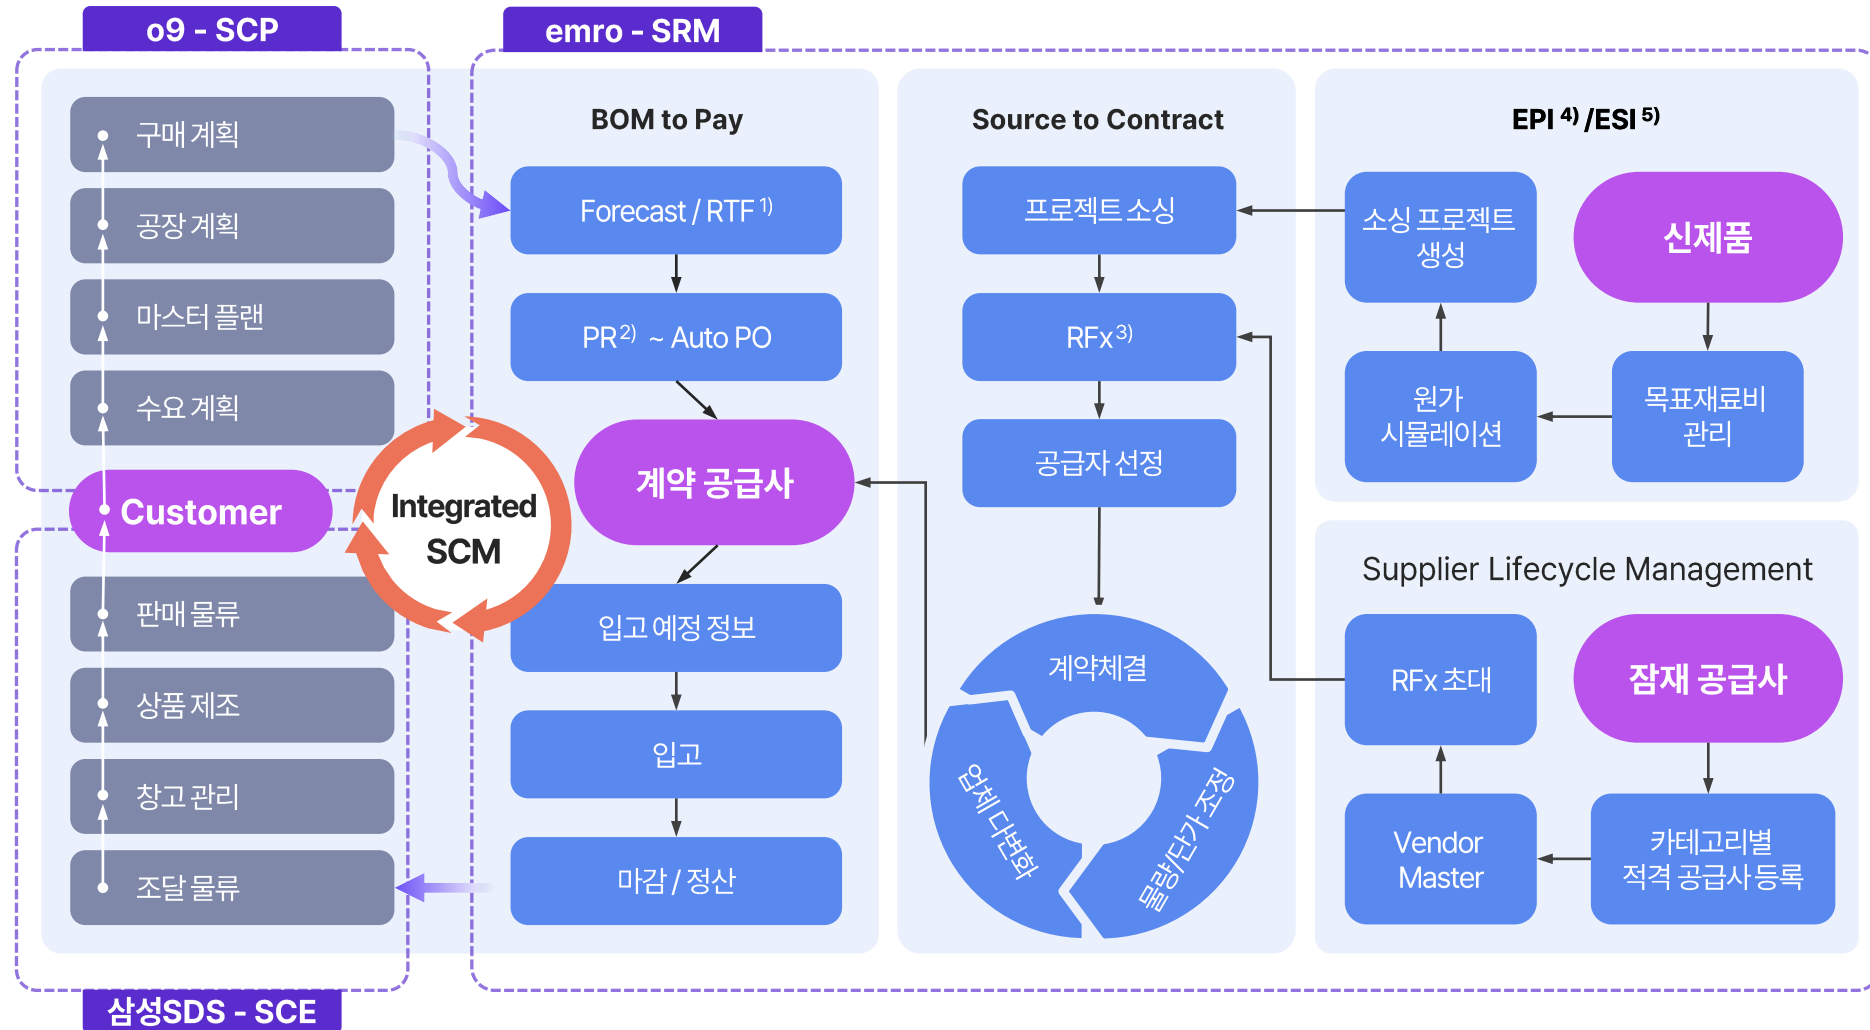 o9 - SCP
구매 계획
공장 계획
마스터 플랜
수요 계획
Customer
판매 물류
상품 제조
창고 관리
조달 물류
삼성SDS - SCE
Integrated
SCM
emro - SRM
BOM to Pay
Forecast / RTF 1)
PR 2) ~ Auto PO
계약 공급사
입고 예정 정보
입고
마감 / 정산
Source to Contract
프로젝트 소싱
RFx 3)
공급자 선정
계약체결
물량/단가 조정
업체 다변화
EPI 4) /ESI 5)
신제품
목표재료비
관리
원가
시뮬레이션
소싱 프로젝트
생성
Supplier Lifecycle Management
잠재 공급사
카테고리별
적격 공급사 등록
Vendor
Master
RFx 초대